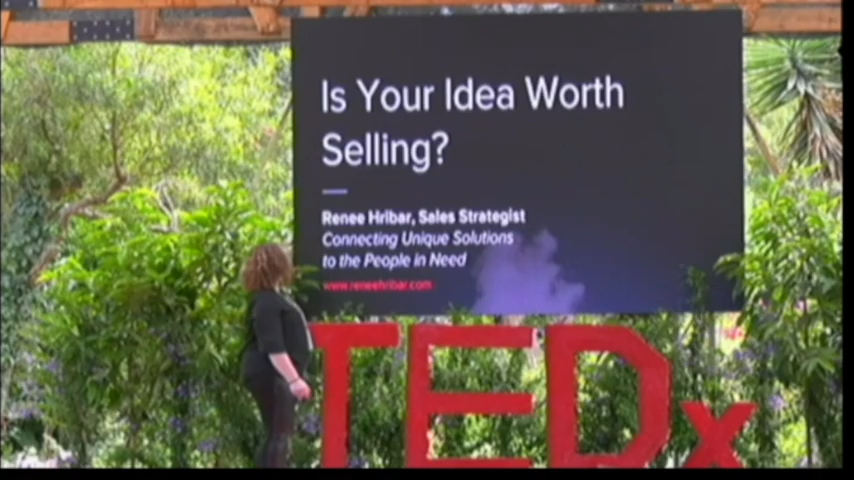 Is Your Idea Worth
Selling?
Renee Hribar, Sales Strategist
Connecting Unique Solutions
to the People in Need
www.reneehribar.com
TEDx